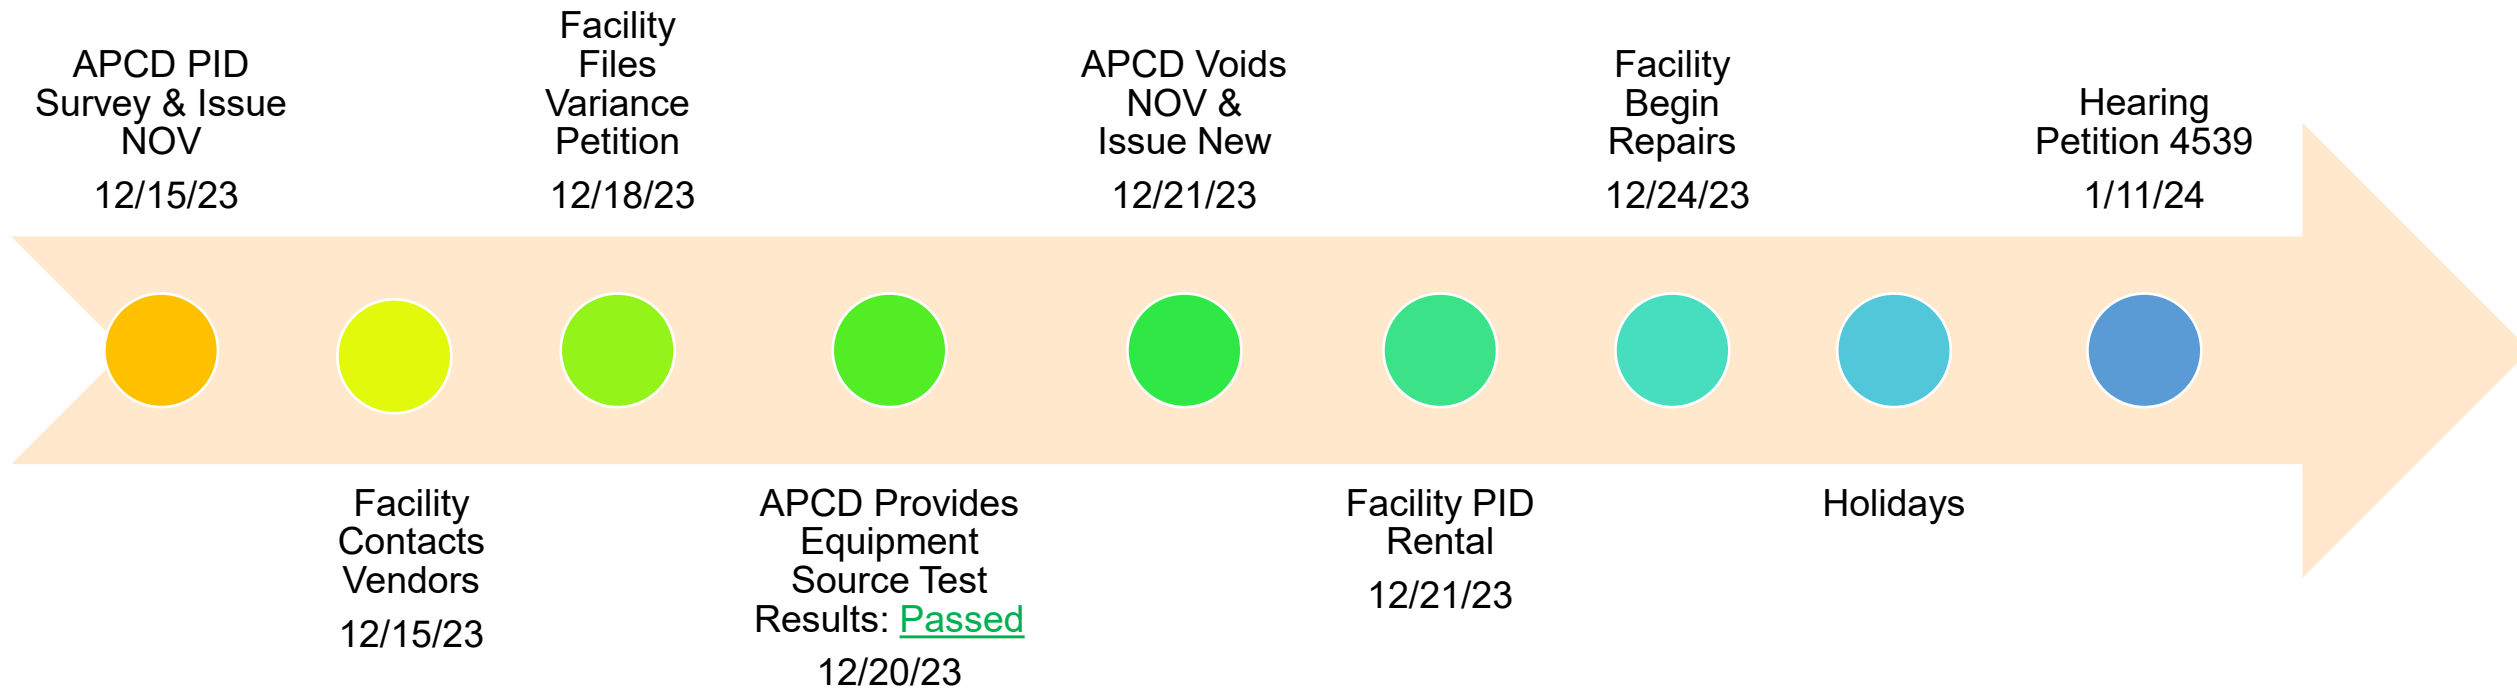 APCD PID
Survey & Issue
NOV
12/15/23
Facility
Contacts
Vendors
12/15/23
Facility
Files
Variance
Petition
12/18/23
APCD Provides
Equipment
Source Test
Results: Passed
12/20/23
APCD Voids
NOV &
Issue New
12/21/23
Facility PID
Rental
12/21/23
Facility
Begin
Repairs
12/24/23
Holidays
Hearing
Petition 4539
1/11/24